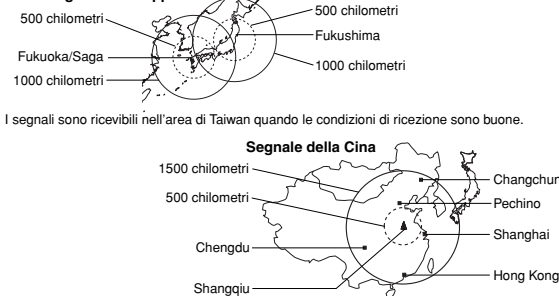 500 chilometri
500 chilometri
Fukushima
Fukuoka/Saga
1000 chilometri
1000 chilometri
I segnali sono ricevibili nell'area di Taiwan quando le condizioni di ricezione sono buone.
Segnale della Cina
1500 chilometri
500 chilometri
Changchun
Pechino
Shanghai
Chengdu
Hong Kong
Shangqiu